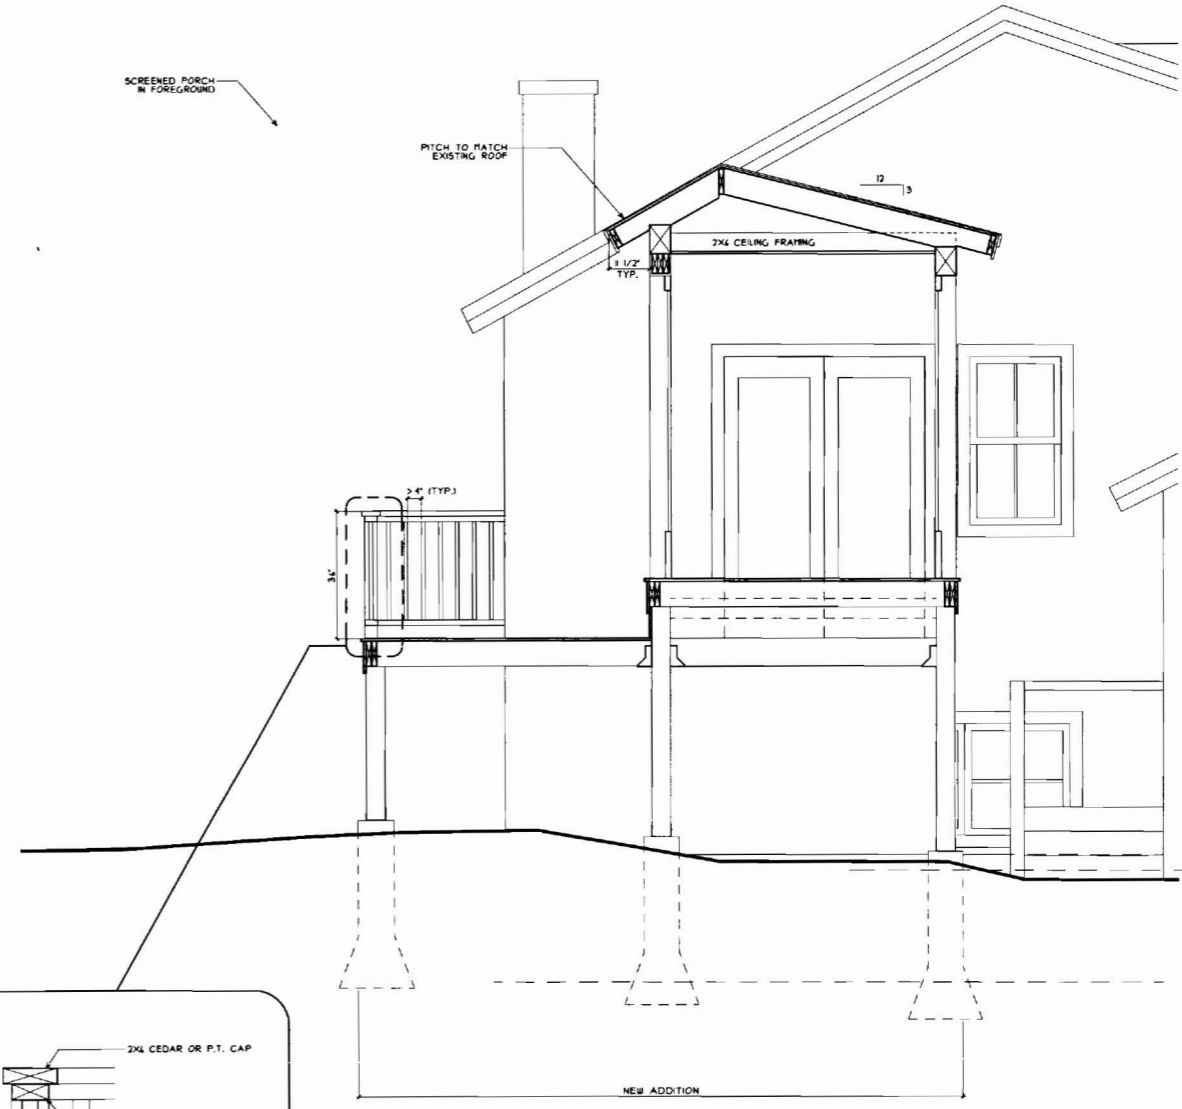 SCREENED PORCH
IN FOREGROUND
PITCH TO MATCH
EXISTING ROOF
12
3
2X6 CEILING FRAMING
11 1/2"
TYP.
> 4" (TYP.)
36"
2X6 CEDAR OR P.T. CAP
NEW ADDITION